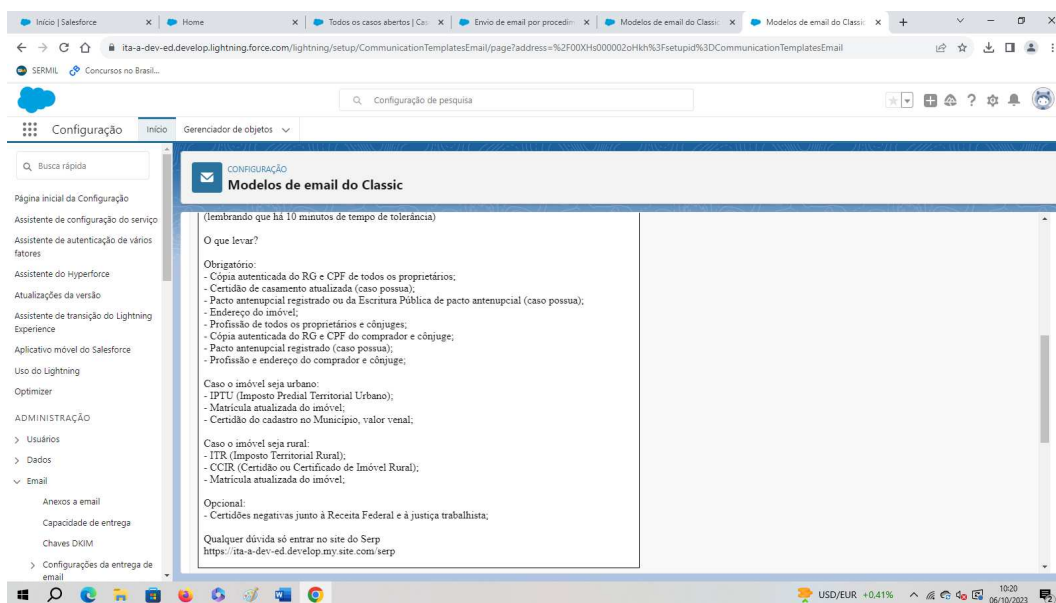 Início | Salesforce
Home
Todos os casos abertos | Cas
Envio de email por procedim
Modelos de email do Classic
Modelos de email do Classic
ita-a-dev-ed.develop.lightning.force.com/lightning/setup/CommunicationTemplatesEmail/page?address=%2F00XHs000002oHkh%3Fsetupid%3DCommunicationTemplatesEmail
SERMIL
Concursos no Brasil...
Configuração de pesquisa
Configuração
Início
Gerenciador de objetos
Busca rápida
Página inicial da Configuração
Assistente de configuração do serviço
Assistente de autenticação de vários
fatores
Assistente do Hyperforce
Atualizações da versão
Assistente de transição do Lightning
Experience
Aplicativo móvel do Salesforce
Uso do Lightning
Optimizer
ADMINISTRAÇÃO
Usuários
Dados
Email
Anexos a email
Capacidade de entrega
Chaves DKIM
Configurações da entrega de
email
CONFIGURAÇÃO
Modelos de email do Classic
(lembrando que há 10 minutos de tempo de tolerância)
O que levar?
Obrigatório:
- Cópia autenticada do RG e CPF de todos os proprietários;
- Certidão de casamento atualizada (caso possua);
- Pacto antenupcial registrado ou da Escritura Pública de pacto antenupcial (caso possua);
- Endereço do imóvel;
- Profissão de todos os proprietários e cônjuges;
- Cópia autenticada do RG e CPF do comprador e cônjuge;
- Pacto antenupcial registrado (caso possua);
- Profissão e endereço do comprador e cônjuge;
Caso o imóvel seja urbano:
- IPTU (Imposto Predial Territorial Urbano);
- Matrícula atualizada do imóvel;
- Certidão do cadastro no Município, valor venal;
Caso o imóvel seja rural:
- ITR (Imposto Territorial Rural);
- CCIR (Certidão ou Certificado de Imóvel Rural);
- Matrícula atualizada do imóvel;
Opcional:
- Certidões negativas junto à Receita Federal e à justiça trabalhista;
Qualquer dúvida só entrar no site do Serp
https://ita-a-dev-ed.develop.my.site.com/serp
USD/EUR +0,41%
10:20
06/10/2023